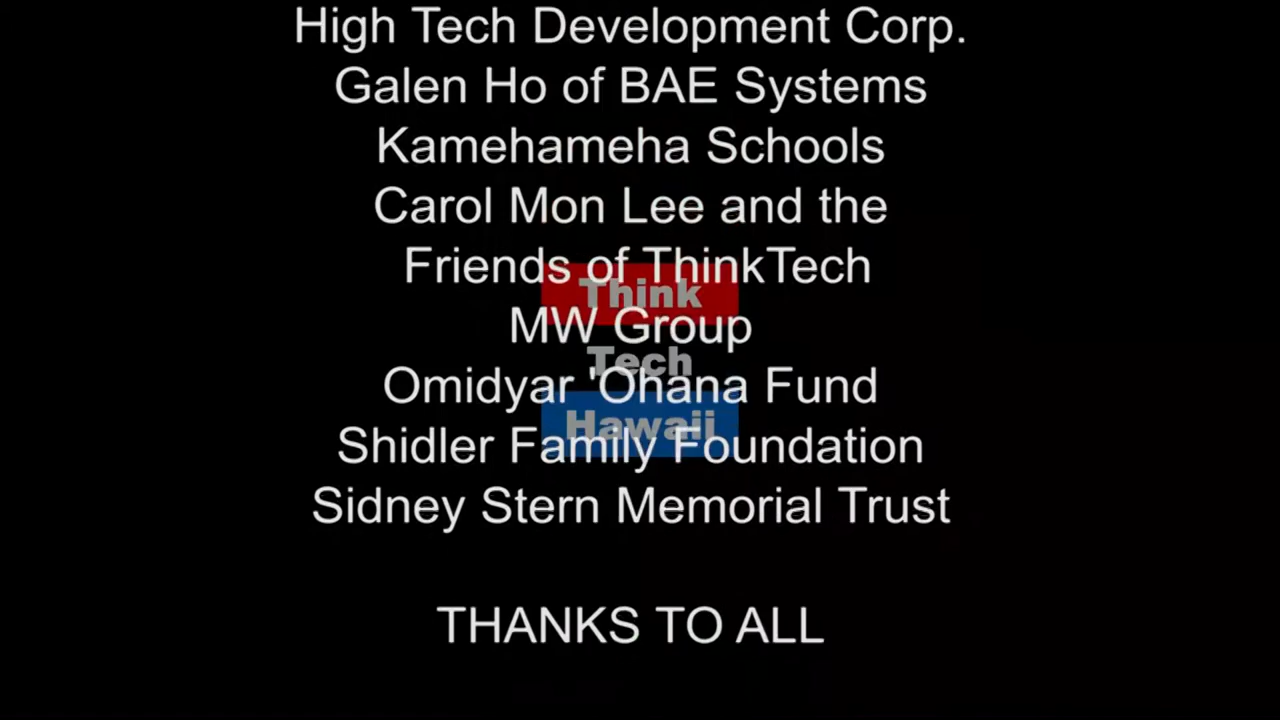 High Tech Development Corp.
Galen Ho of BAE Systems
Kamehameha Schools
Carol Mon Lee and the
Friends of ThinkTech
Think
MW Group
Tech
Omidyar 'Ohana Fund
Hawaii
Shidler Family Foundation
Sidney Stern Memorial Trust
THANKS TO ALL